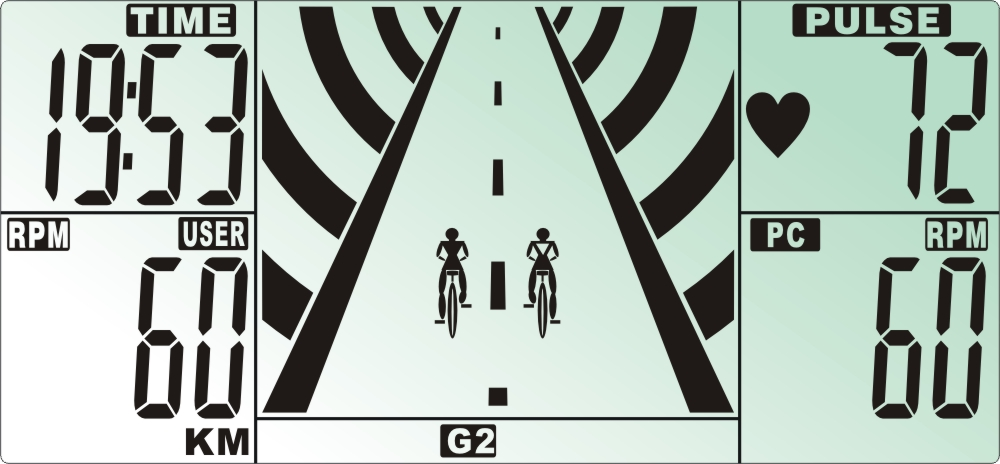 TIME
19:53
PULSE
72
RPM USER
60
KM
PC RPM
60
G2